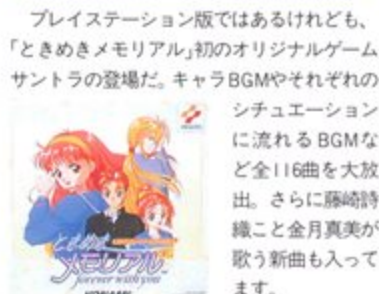 プレイステーション版ではあるけれども、
「ときめきメモリアル」初のオリジナルゲーム
サントラの登場だ。キャラBGMやそれぞれの
シチュエーション
に流れるBGMな
ど全116曲を大放
出。さらに藤崎詩
織こと金月真美が
歌う新曲も入って
ます。
ときめき
メモリアル
forever with you
KONAMI